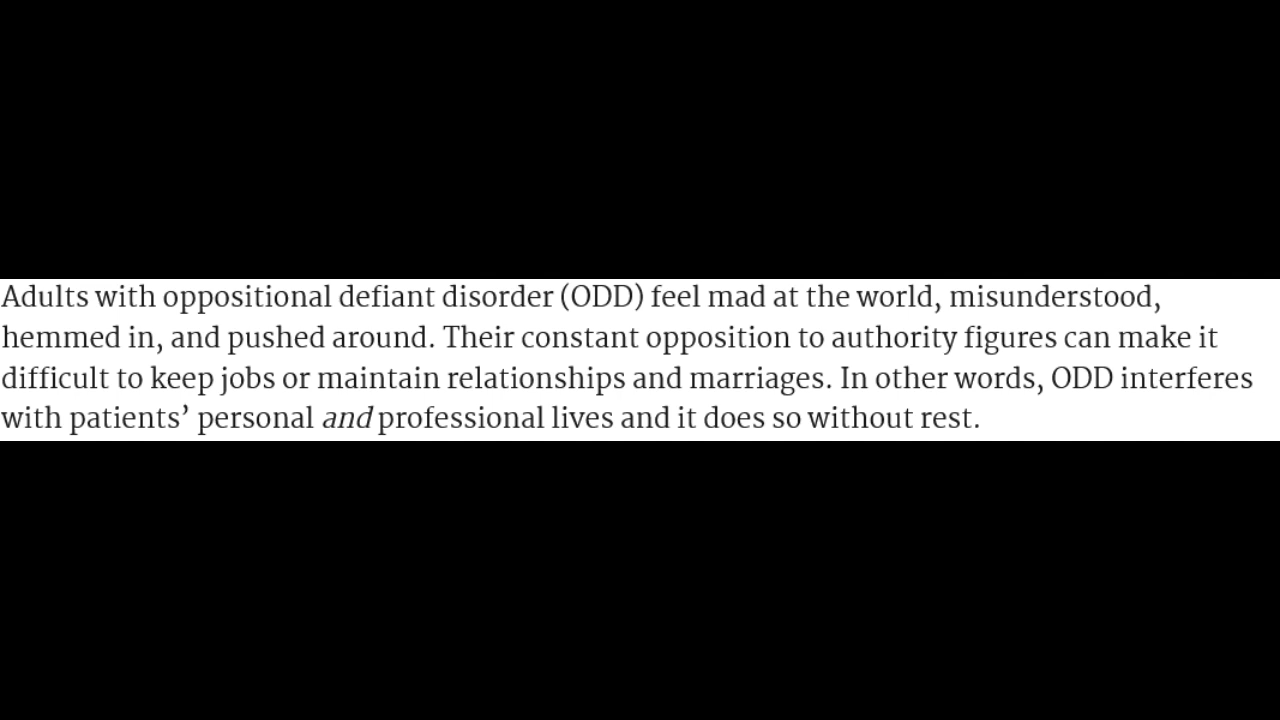 Adults with oppositional defiant disorder (ODD) feel mad at the world, misunderstood,
hemmed in, and pushed around. Their constant opposition to authority figures can make it
difficult to keep jobs or maintain relationships and marriages. In other words, ODD interferes
with patients’ personal and professional lives and it does so without rest.